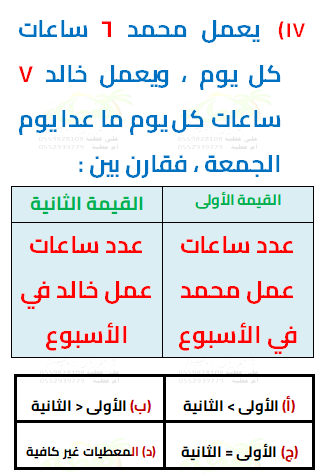 ١٧) يعمل محمد ٦ ساعات
كل يوم ، ويعمل خالد ٧
ساعات كل يوم ما عدا يوم
الجمعة ، فقارن بين :
القيمة الأولى
القيمة الثانية
عدد ساعات
عمل محمد
في الأسبوع
عدد ساعات
عمل خالد في
الأسبوع
(أ) الأولى > الثانية
(ب) الأولى < الثانية
(ج) الأولى = الثانية
(د) المعطيات غير كافية